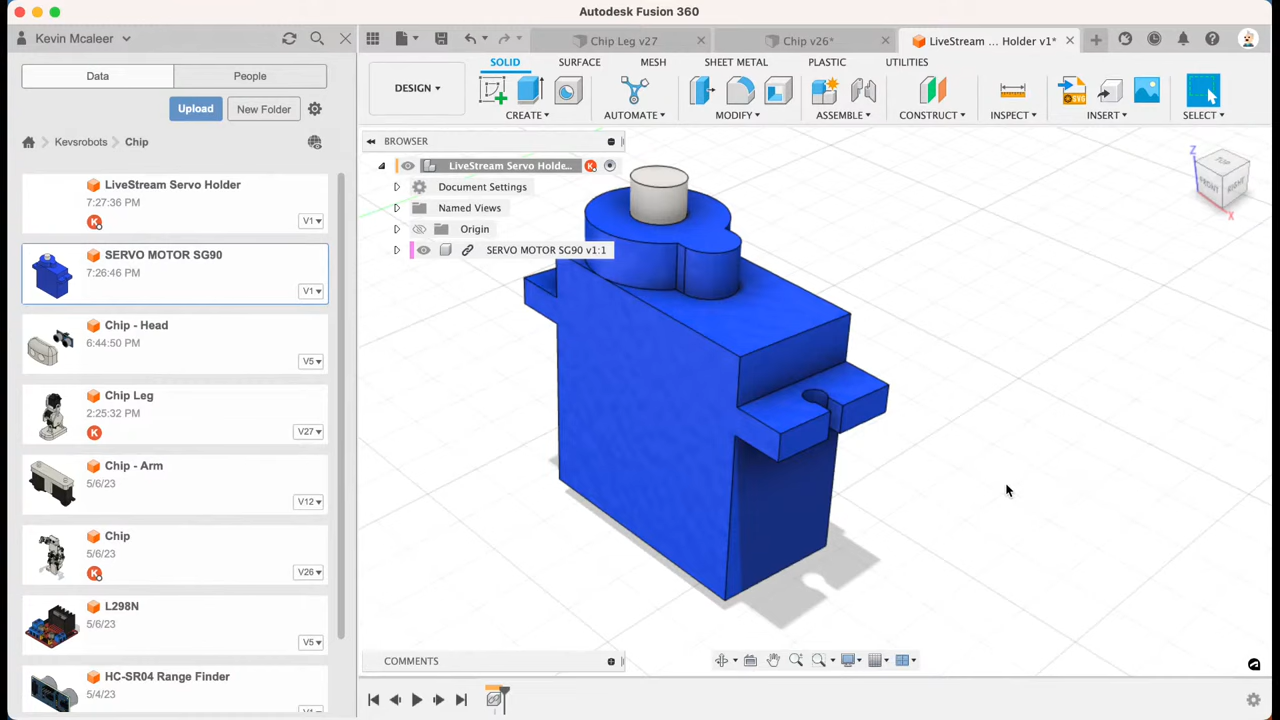 Autodesk Fusion 360
Kevin Mcaleer
Data
People
Upload
New Folder
Kevsrobots
Chip
LiveStream Servo Holder
7:27:36 PM
K
V1
SERVO MOTOR SG90
7:26:46 PM
V1
Chip - Head
6:44:50 PM
V5
Chip Leg
2:25:32 PM
K
V27
Chip - Arm
5/6/23
V12
Chip
5/6/23
K
V26
L298N
5/6/23
V5
HC-SR04 Range Finder
5/4/23
Chip Leg v27
Chip v26*
LiveStream ... Holder v1*
DESIGN
SOLID
SURFACE
MESH
SHEET METAL
PLASTIC
UTILITIES
CREATE
AUTOMATE
MODIFY
ASSEMBLE
CONSTRUCT
INSPECT
INSERT
SELECT
BROWSER
LiveStream Servo Holde...
K
Document Settings
Named Views
Origin
SERVO MOTOR SG90 v1:1
Z
TOP
FRONT
RIGHT
X
COMMENTS